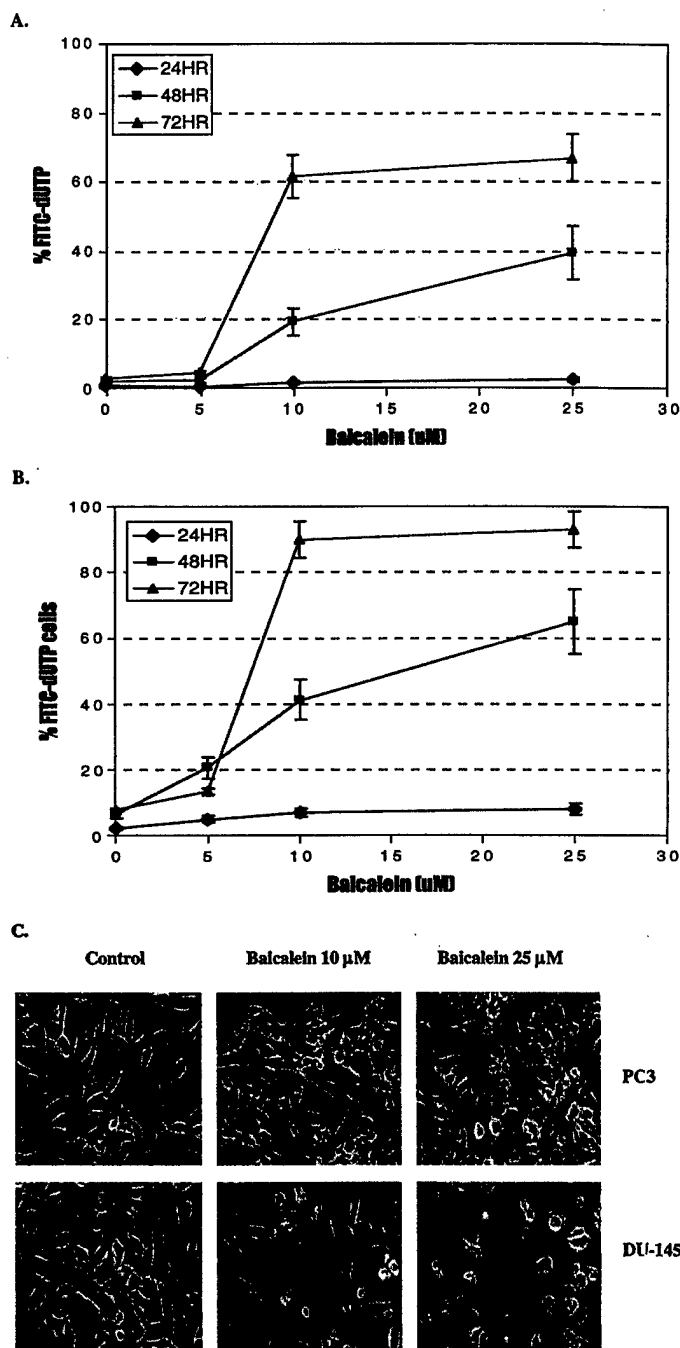 A.
100
80
60
40
20
0
% FITC-dUTP
24HR
48HR
72HR
0 5 10 15 20 25 30
Baicalein (uM)
B.
100
80
60
40
20
0
% FITC-dUTP cells
24HR
48HR
72HR
0 5 10 15 20 25 30
Baicalein (uM)
C.
Control Baicalein 10 µM Baicalein 25 µM
PC3
DU-145